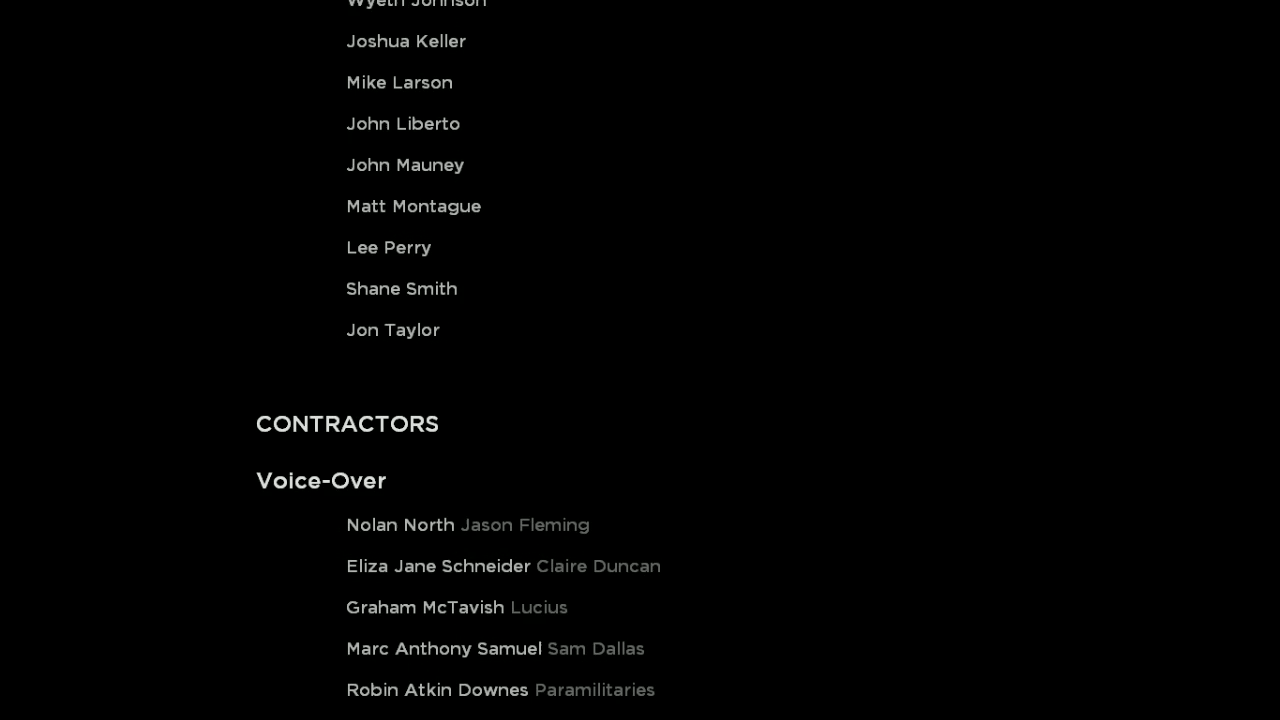 Wyeth Johnson
Joshua Keller
Mike Larson
John Liberto
John Mauney
Matt Montague
Lee Perry
Shane Smith
Jon Taylor
CONTRACTORS
Voice-Over
Nolan North Jason Fleming
Eliza Jane Schneider Claire Duncan
Graham McTavish Lucius
Marc Anthony Samuel Sam Dallas
Robin Atkin Downes Paramilitaries